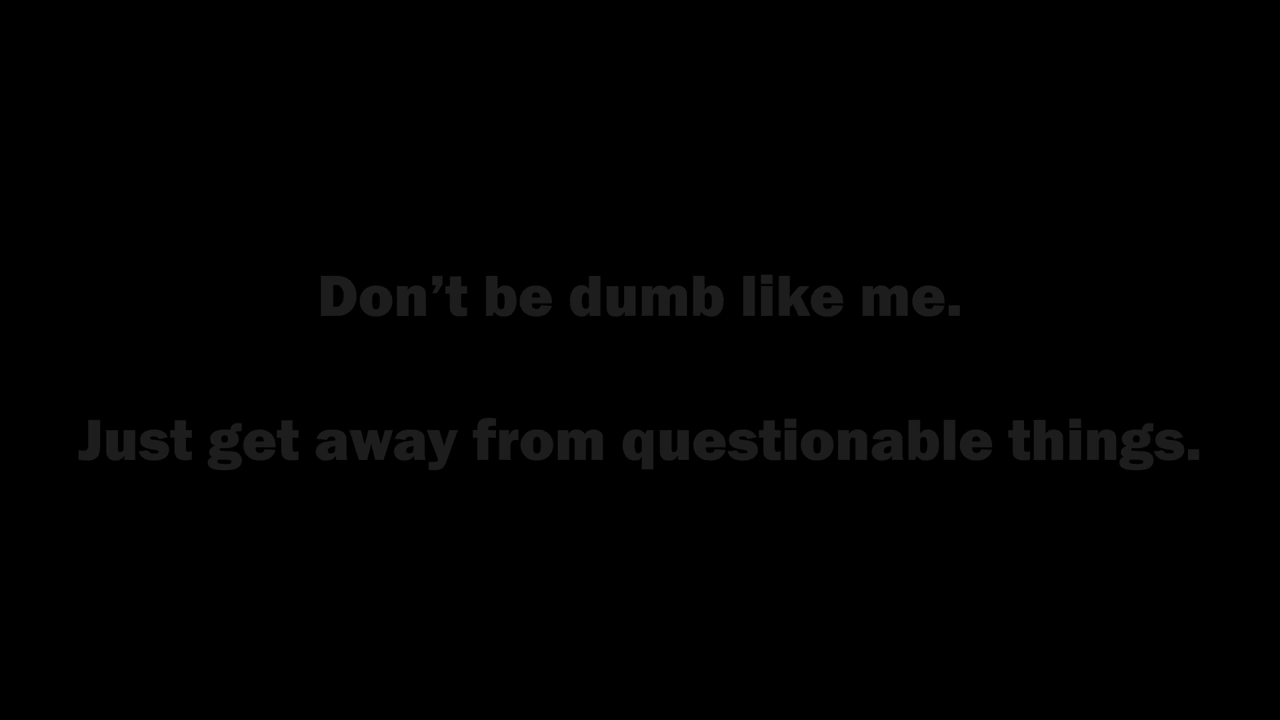 Don’t be dumb like me.
Just get away from questionable things.